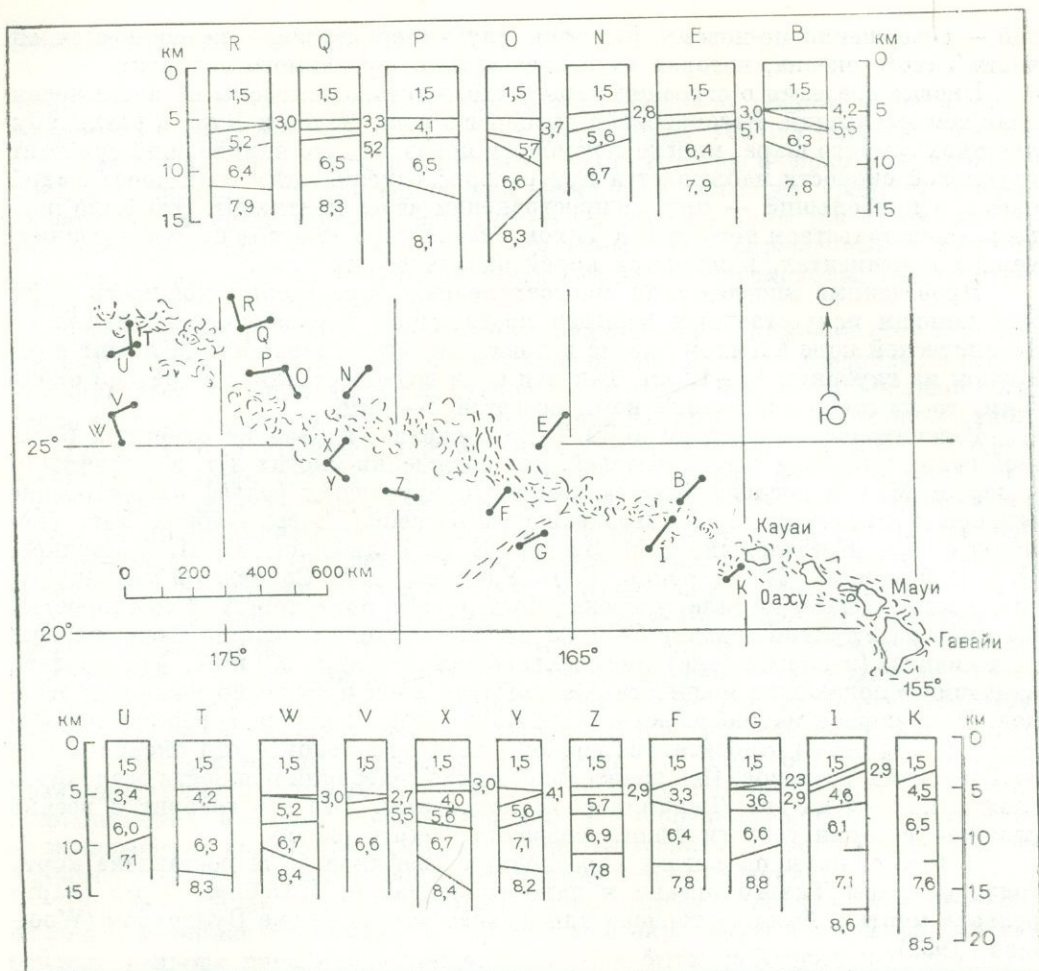 R Q P O N E B
км км
0 0
1,5 1,5 1,5 1,5 1,5 1,5 1,5
5 3,0 3,3 4,1 3,7 2,8 3,0 4,2 5
5,2 5,2 5,7 5,6 5,1 5,5
10 6,4 6,5 6,5 6,6 6,7 6,4 6,3 10
15 7,9 8,3 8,1 8,3 7,9 7,8 15
С
Ю
R
T Q
U
P O N
V
W X E
25°
Y Z B
F
G I
Кауаи
0 200 400 600 км
K
Оаху Мауи
20° Гавайи
175° 165° 155°
U T W V X Y Z F G I K
км км
0 0
1,5 1,5 1,5 1,5 1,5 1,5 1,5 1,5 1,5 1,5 1,5
5 3,4 4,2 5,2 3,0 2,7 4,0 3,0 5,6 4,1 5,7 2,9 3,3 3,6 2,3 2,9 4,6 2,9 4,5 5
5,5 5,6
10 6,0 6,3 6,7 6,6 6,7 7,1 6,9 6,4 6,6 6,1 6,5 10
15 7,1 8,3 8,4 8,4 8,2 7,8 7,8 8,8 7,1 7,6 15
8,6 8,5 20